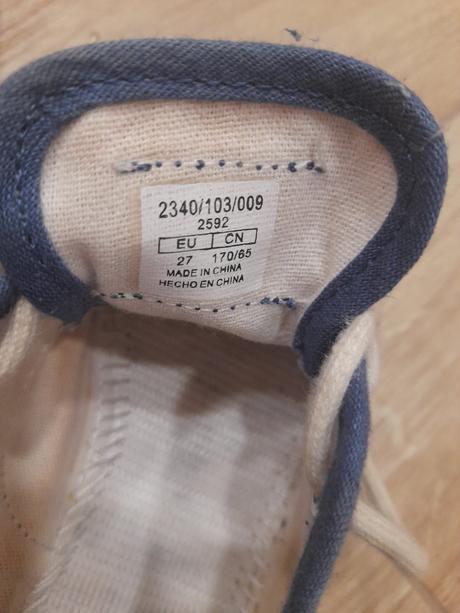 2340/103/009
2592
EU CN
27 170/65
MADE IN CHINA
HECHO EN CHINA